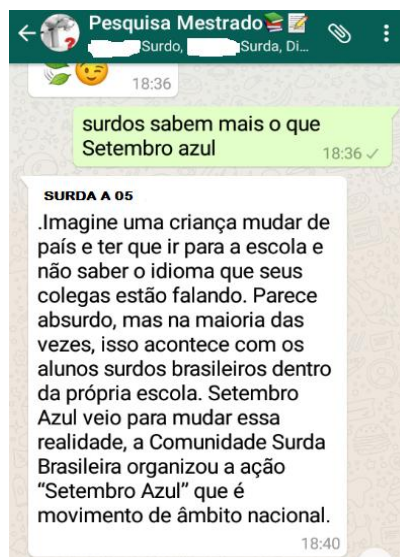 Pesquisa Mestrado
Surdo, Surda, Di...
18:36
surdos sabem mais o que
Setembro azul
18:36
SURDA A 05
.Imagine uma criança mudar de
país e ter que ir para a escola e
não saber o idioma que seus
colegas estão falando. Parece
absurdo, mas na maioria das
vezes, isso acontece com os
alunos surdos brasileiros dentro
da própria escola. Setembro
Azul veio para mudar essa
realidade, a Comunidade Surda
Brasileira organizou a ação
“Setembro Azul” que é
movimento de âmbito nacional.
18:40